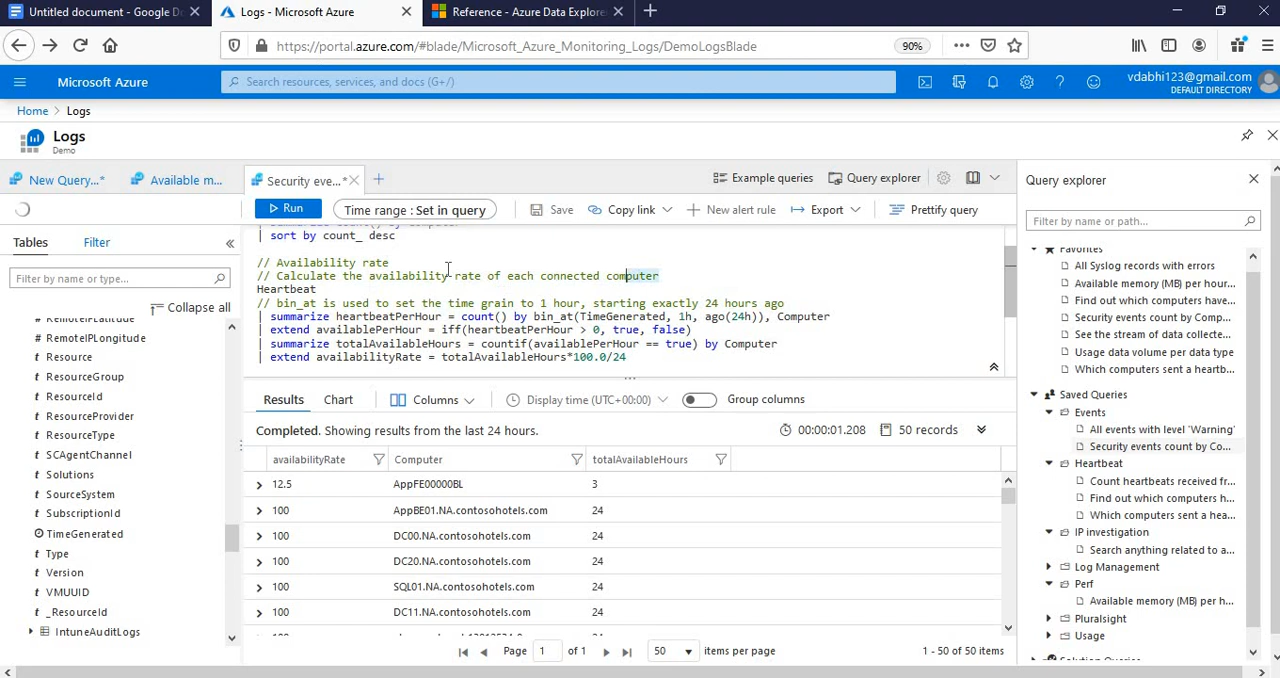 Untitled document - Google D
Logs - Microsoft Azure
Reference - Azure Data Explorer
https://portal.azure.com/#blade/Microsoft_Azure_Monitoring_Logs/DemoLogsBlade
90%
Microsoft Azure
Search resources, services, and docs (G+/)
vdabhi123@gmail.com
DEFAULT DIRECTORY
Home > Logs
Logs
Demo
New Query...*
Available m...
Security eve...*
Example queries
Query explorer
Run
Time range : Set in query
Save
Copy link
New alert rule
Export
Prettify query
Tables
Filter
Filter
Collapse all
RemoteIPLatitude
RemoteIPLongitude
Resource
ResourceGroup
ResourceId
ResourceProvider
ResourceType
SCAgentChannel
Solutions
SourceSystem
SubscriptionId
TimeGenerated
Type
Version
VMUUID
_ResourceId
IntuneAuditLogs
| summarize count() by Computer
| sort by count_ desc
// Availability rate
// Calculate the availability rate of each connected computer
Heartbeat
// bin_at is used to set the time grain to 1 hour, starting exactly 24 hours ago
| summarize heartbeatPerHour = count() by bin_at(TimeGenerated, 1h, ago(24h)), Computer
| extend availablePerHour = iff(heartbeatPerHour > 0, true, false)
| summarize totalAvailableHours = countif(availablePerHour == true) by Computer
| extend availabilityRate = totalAvailableHours*100.0/24
Results
Chart
Columns
Display time (UTC+00:00)
Group columns
Completed. Showing results from the last 24 hours.
00:00:01.208
50 records
availabilityRate Computer totalAvailableHours
12.5 AppFE00000BL 3
100 AppBE01.NA.contosohotels.com 24
100 DC00.NA.contosohotels.com 24
100 DC20.NA.contosohotels.com 24
100 SQL01.NA.contosohotels.com 24
100 DC11.NA.contosohotels.com 24
Page 1 of 1
50 items per page
1 - 50 of 50 items
Query explorer
Filter by name or path...
Favorites
All Syslog records with errors
Available memory (MB) per hour...
Find out which computers have...
Security events count by Comp...
See the stream of data collecte...
Usage data volume per data type
Which computers sent a heartb...
Saved Queries
Events
All events with level 'Warning'
Security events count by Co...
Heartbeat
Count heartbeats received fr...
Find out which computers h...
Which computers sent a hea...
IP investigation
Search anything related to a...
Log Management
Perf
Available memory (MB) per h...
Pluralsight
Usage
Solution Queries